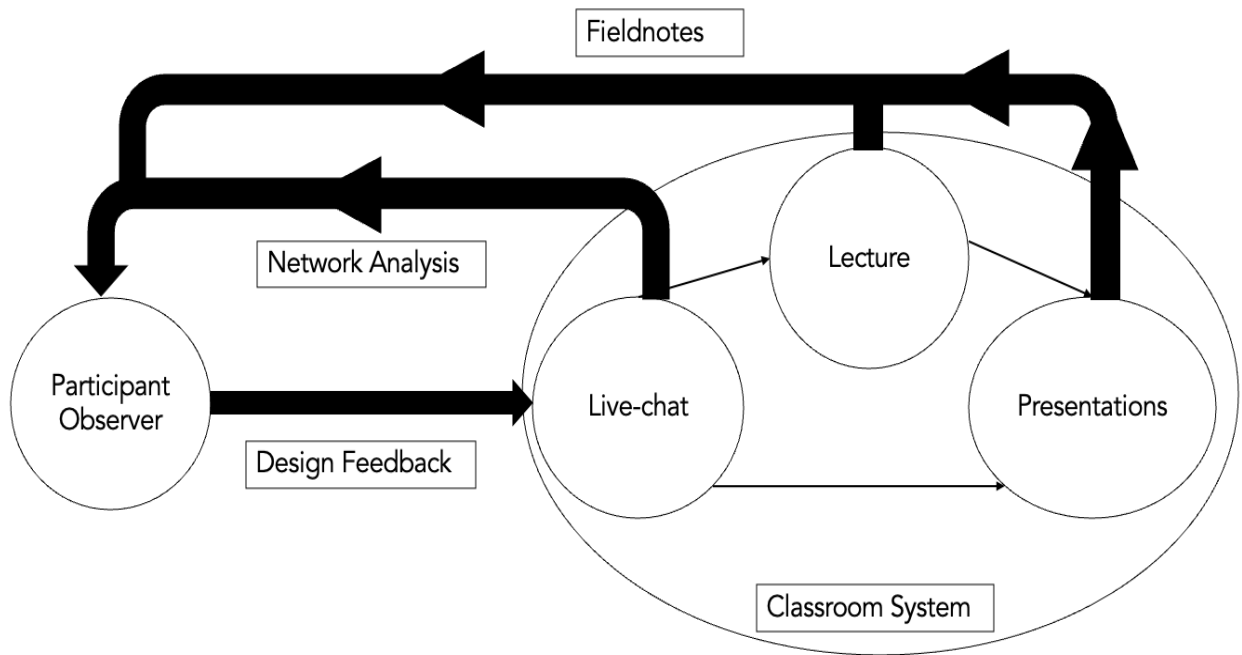 Fieldnotes
Network Analysis
Lecture
Participant
Observer
Live-chat
Presentations
Design Feedback
Classroom System